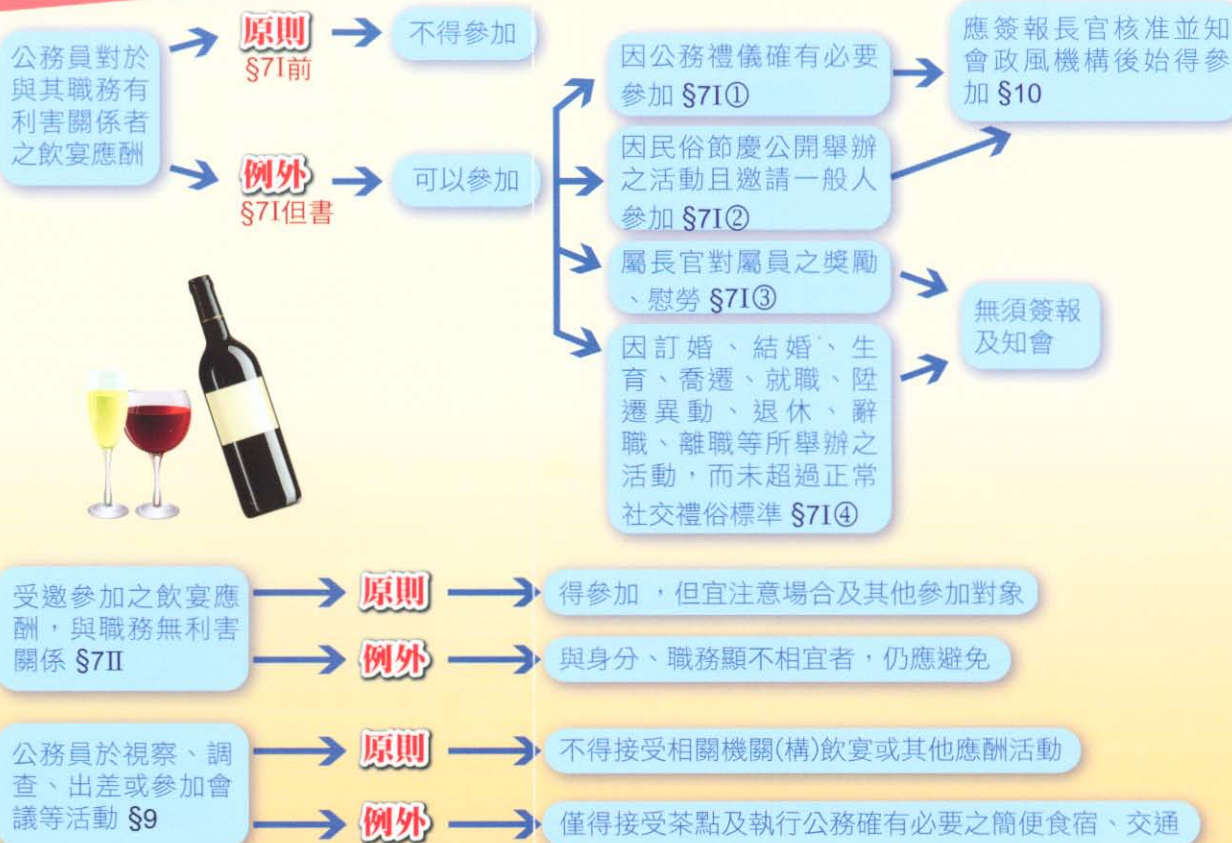 公務員對於
與其職務有
利害關係者
之飲宴應酬
原則
§7I前
不得參加
例外
§7I但書
可以參加
因公務禮儀確有必要
參加 §7I①
因民俗節慶公開舉辦
之活動且邀請一般人
參加 §7I②
應簽報長官核准並知
會政風機構後始得參
加 §10
屬長官對屬員之獎勵
、慰勞 §7I③
因訂婚、結婚、生
育、喬遷、就職、陞
遷異動、退休、辭
職、離職等所舉辦之
活動，而未超過正常
社交禮俗標準 §7I④
無須簽報
及知會
受邀參加之飲宴應
酬，與職務無利害
關係 §7II
原則
得參加 ，但宜注意場合及其他參加對象
例外
與身分、職務顯不相宜者，仍應避免
公務員於視察、調
查、出差或參加會
議等活動 §9
原則
不得接受相關機關(構)飲宴或其他應酬活動
例外
僅得接受茶點及執行公務確有必要之簡便食宿、交通